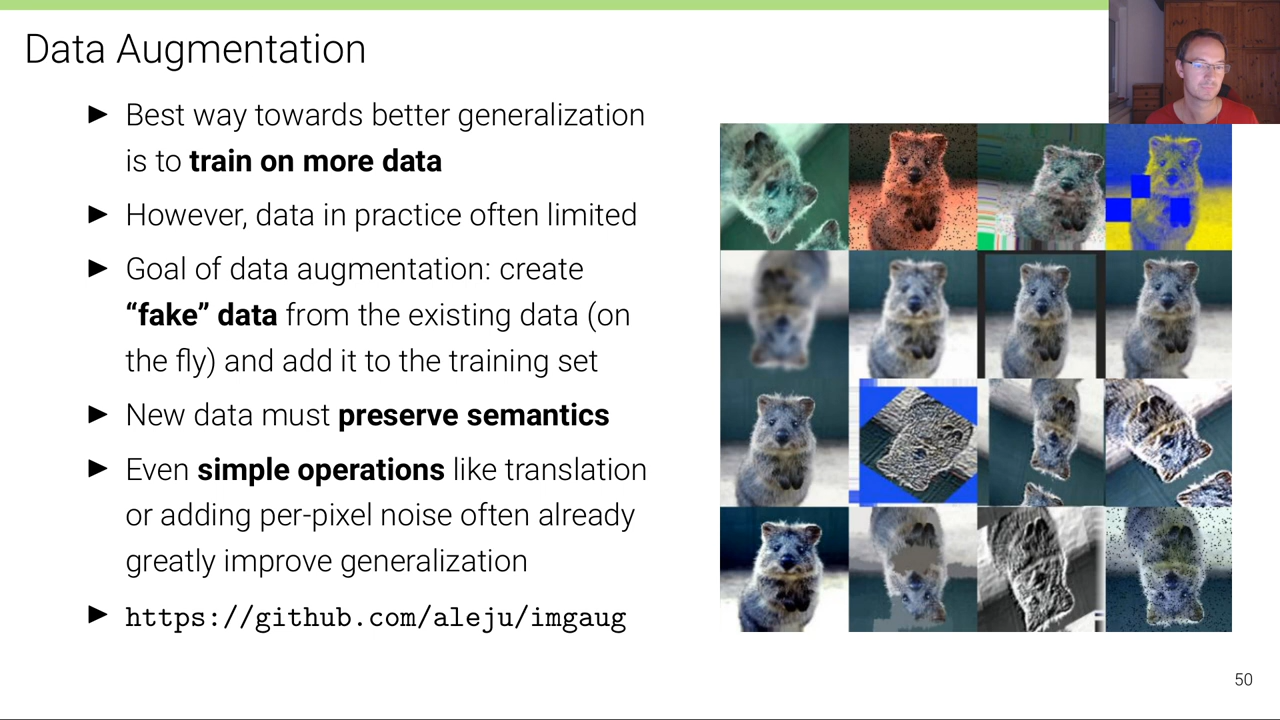 Data Augmentation
► Best way towards better generalization
is to train on more data
► However, data in practice often limited
► Goal of data augmentation: create
“fake” data from the existing data (on
the fly) and add it to the training set
► New data must preserve semantics
► Even simple operations like translation
or adding per-pixel noise often already
greatly improve generalization
► https://github.com/aleju/imgaug
50